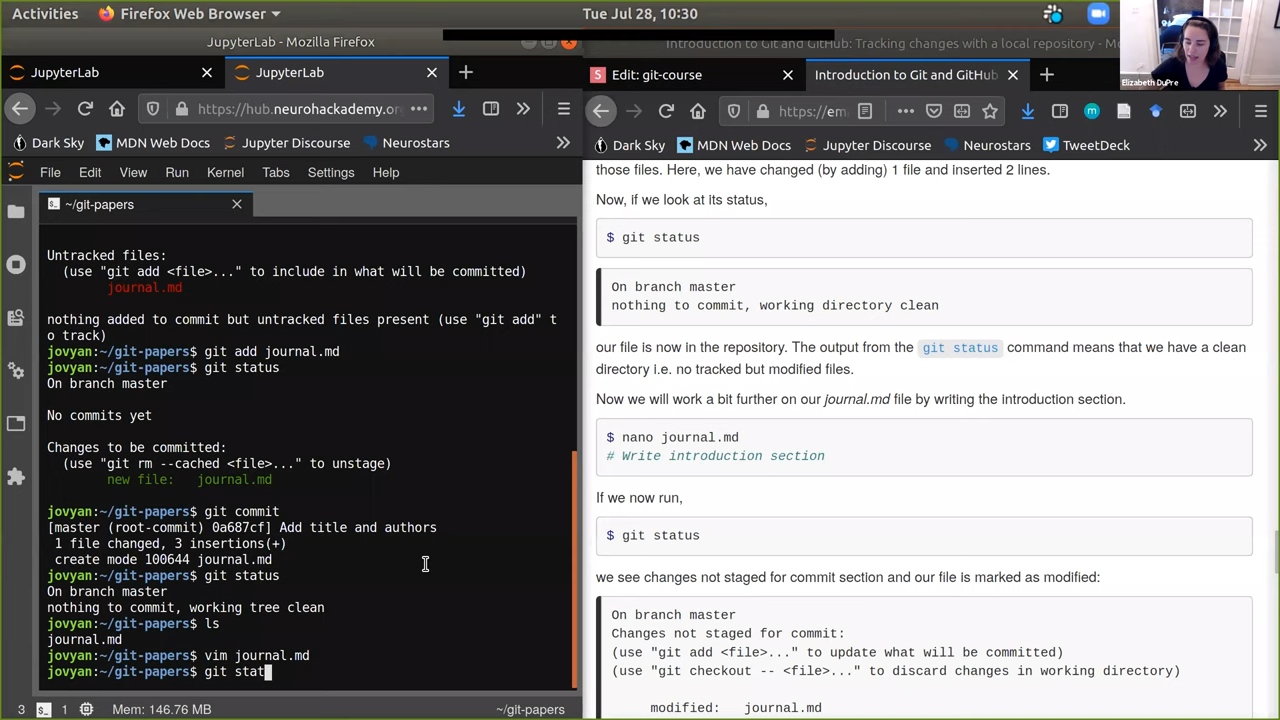 Activities
Firefox Web Browser
Tue Jul 28, 10:30
JupyterLab - Mozilla Firefox
Introduction to Git and GitHub: Tracking changes with a local repository - Mo
Elizabeth DuPre
JupyterLab
JupyterLab
Edit: git-course
Introduction to Git and GitHub
https://hub.neurohackademy.or
https://em
Dark Sky
MDN Web Docs
Jupyter Discourse
Neurostars
Dark Sky
MDN Web Docs
Jupyter Discourse
Neurostars
TweetDeck
File Edit View Run Kernel Tabs Settings Help
~/git-papers
Untracked files:
(use "git add <file>..." to include in what will be committed)
journal.md
nothing added to commit but untracked files present (use "git add" t
o track)
jovyan:~/git-papers$ git add journal.md
jovyan:~/git-papers$ git status
On branch master
No commits yet
Changes to be committed:
(use "git rm --cached <file>..." to unstage)
new file:   journal.md
jovyan:~/git-papers$ git commit
[master (root-commit) 0a687cf] Add title and authors
1 file changed, 3 insertions(+)
create mode 100644 journal.md
jovyan:~/git-papers$ git status
On branch master
nothing to commit, working tree clean
jovyan:~/git-papers$ ls
journal.md
jovyan:~/git-papers$ vim journal.md
jovyan:~/git-papers$ git stat
3
1
Mem: 146.76 MB
~/git-papers
those files. Here, we have changed (by adding) 1 file and inserted 2 lines.
Now, if we look at its status,
$ git status
On branch master
nothing to commit, working directory clean
our file is now in the repository. The output from the git status command means that we have a clean
directory i.e. no tracked but modified files.
Now we will work a bit further on our journal.md file by writing the introduction section.
$ nano journal.md
# Write introduction section
If we now run,
$ git status
we see changes not staged for commit section and our file is marked as modified:
On branch master
Changes not staged for commit:
(use "git add <file>..." to update what will be committed)
(use "git checkout -- <file>..." to discard changes in working directory)
modified:   journal.md